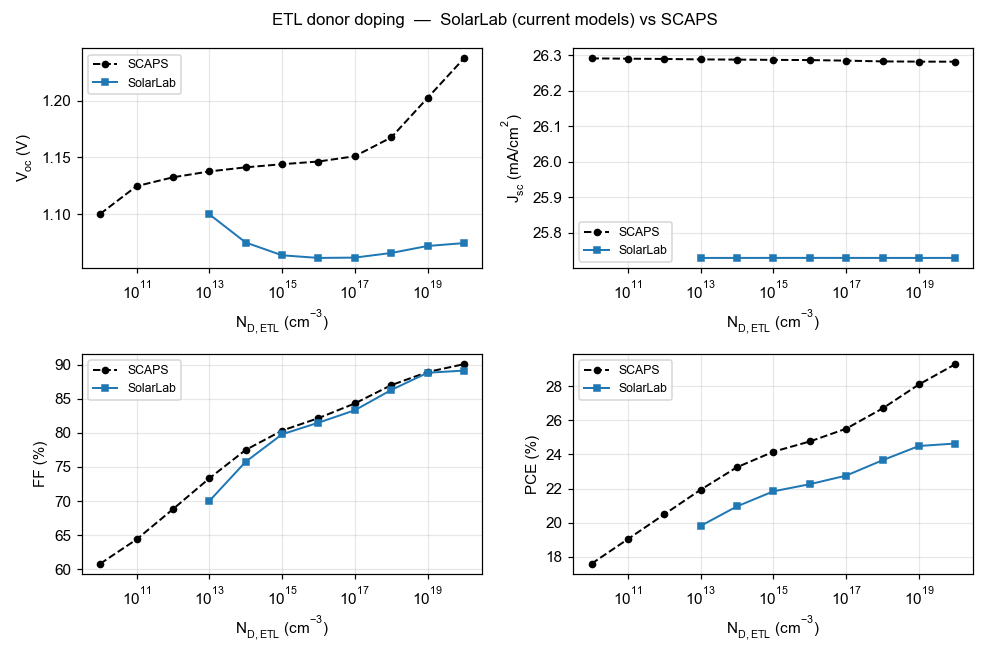 ETL donor doping — SolarLab (current models) vs SCAPS
SCAPS
SolarLab
V_oc (V)
1.20
1.15
1.10
10^11 10^13 10^15 10^17 10^19
N_D,ETL (cm^−3)
SCAPS
SolarLab
J_sc (mA/cm^2)
26.3
26.2
26.1
26.0
25.9
25.8
10^11 10^13 10^15 10^17 10^19
N_D,ETL (cm^−3)
SCAPS
SolarLab
FF (%)
90
85
80
75
70
65
60
10^11 10^13 10^15 10^17 10^19
N_D,ETL (cm^−3)
SCAPS
SolarLab
PCE (%)
28
26
24
22
20
18
10^11 10^13 10^15 10^17 10^19
N_D,ETL (cm^−3)